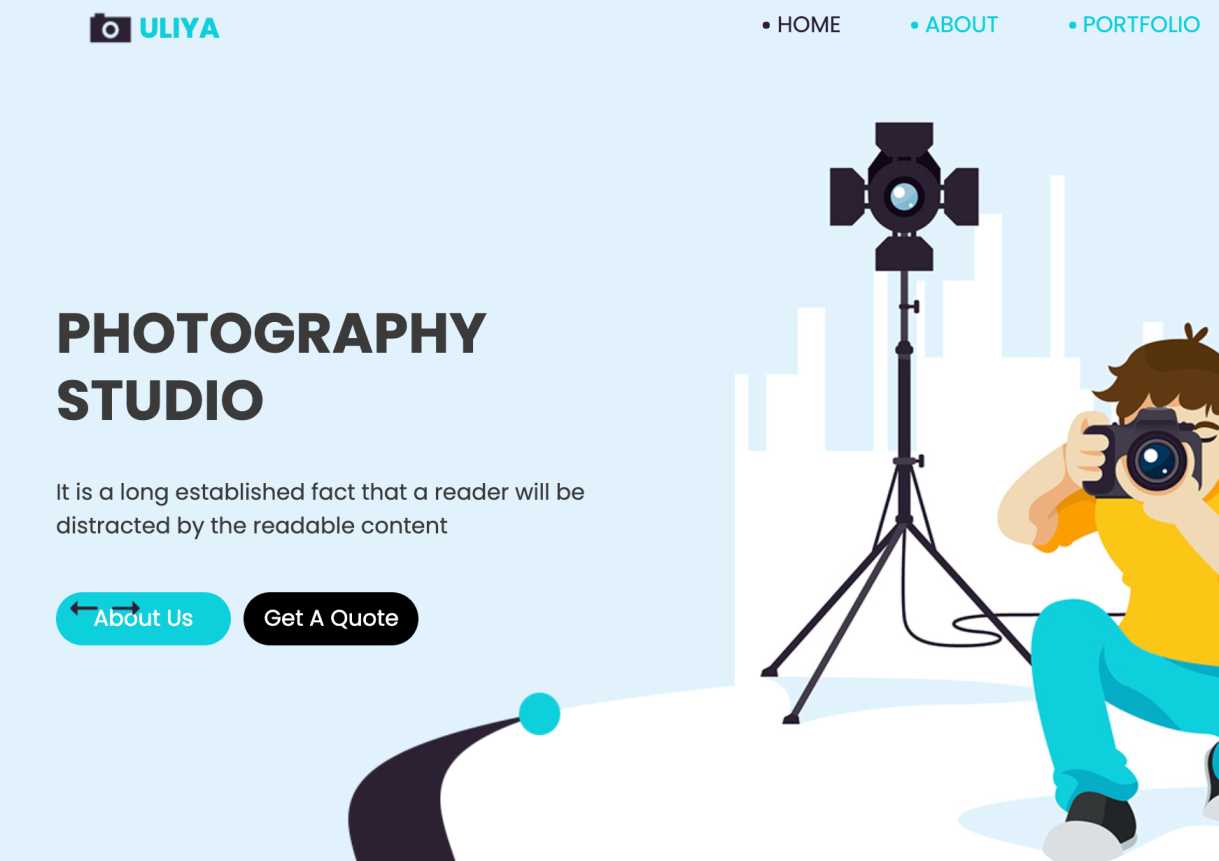 ULIYA
HOME
ABOUT
PORTFOLIO
PHOTOGRAPHY
STUDIO
It is a long established fact that a reader will be
distracted by the readable content
About Us
Get A Quote